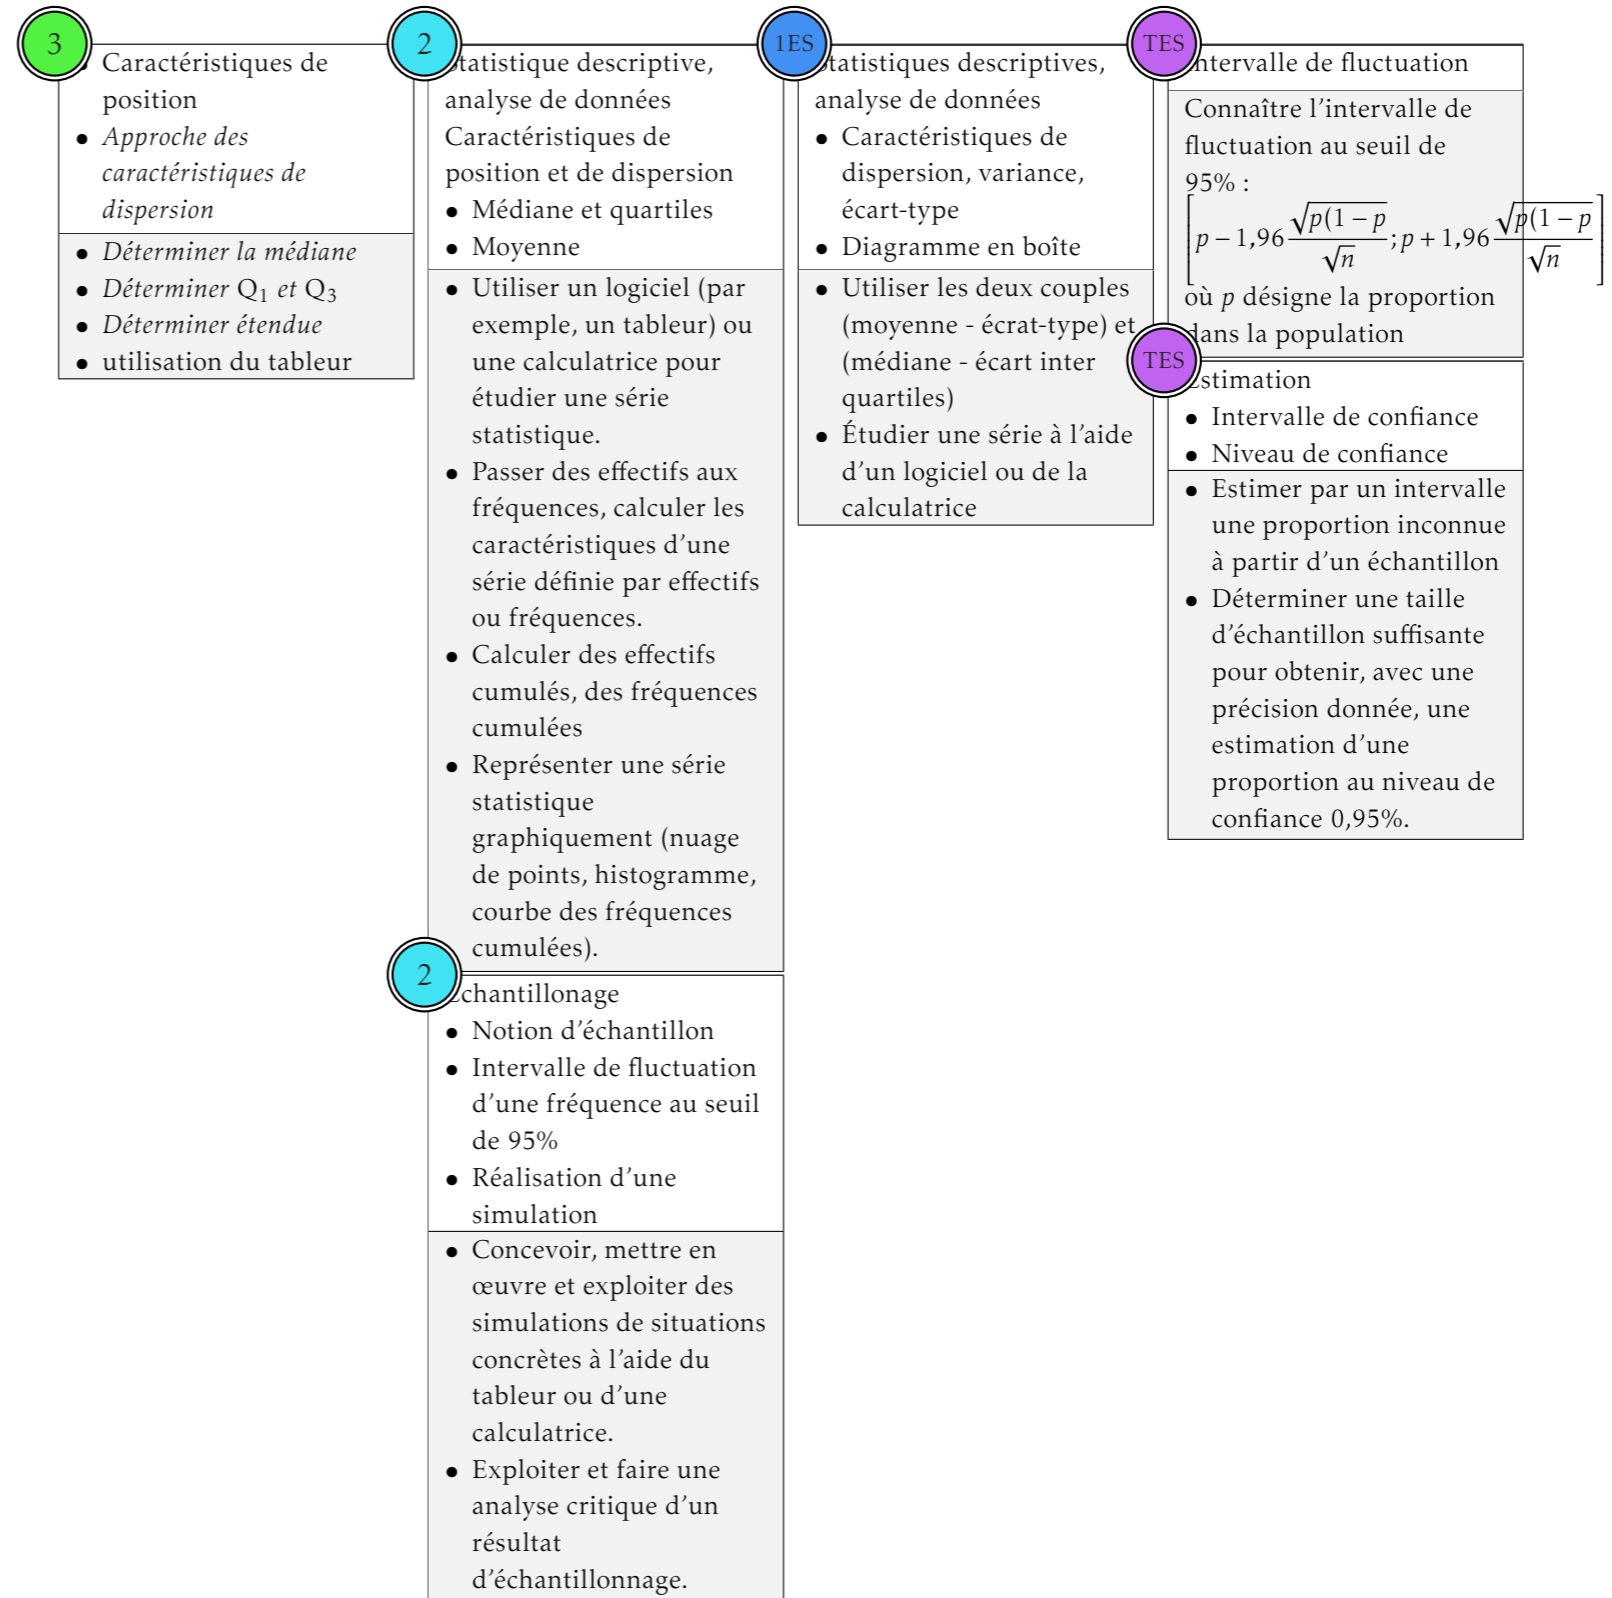 3
• Caractéristiques de
position
• Approche des
caractéristiques de
dispersion
• Déterminer la médiane
• Déterminer Q₁ et Q₃
• Déterminer étendue
• utilisation du tableur
2
Statistique descriptive,
analyse de données
Caractéristiques de
position et de dispersion
• Médiane et quartiles
• Moyenne
• Utiliser un logiciel (par
exemple, un tableur) ou
une calculatrice pour
étudier une série
statistique.
• Passer des effectifs aux
fréquences, calculer les
caractéristiques d'une
série définie par effectifs
ou fréquences.
• Calculer des effectifs
cumulés, des fréquences
cumulées
• Représenter une série
statistique
graphiquement (nuage
de points, histogramme,
courbe des fréquences
cumulées).
2
Échantillonage
• Notion d'échantillon
• Intervalle de fluctuation
d'une fréquence au seuil
de 95%
• Réalisation d'une
simulation
• Concevoir, mettre en
œuvre et exploiter des
simulations de situations
concrètes à l'aide du
tableur ou d'une
calculatrice.
• Exploiter et faire une
analyse critique d'un
résultat
d'échantillonnage.
1ES
Statistiques descriptives,
analyse de données
• Caractéristiques de
dispersion, variance,
écart-type
• Diagramme en boîte
• Utiliser les deux couples
(moyenne - écrat-type) et
(médiane - écart inter
quartiles)
• Étudier une série à l'aide
d'un logiciel ou de la
calculatrice
TES
Intervalle de fluctuation
Connaître l'intervalle de
fluctuation au seuil de
95% :
[p − 1,96 √(p(1 − p) / √n ; p + 1,96 √(p(1 − p) / √n]
où p désigne la proportion
dans la population
TES
Estimation
• Intervalle de confiance
• Niveau de confiance
• Estimer par un intervalle
une proportion inconnue
à partir d'un échantillon
• Déterminer une taille
d'échantillon suffisante
pour obtenir, avec une
précision donnée, une
estimation d'une
proportion au niveau de
confiance 0,95%.